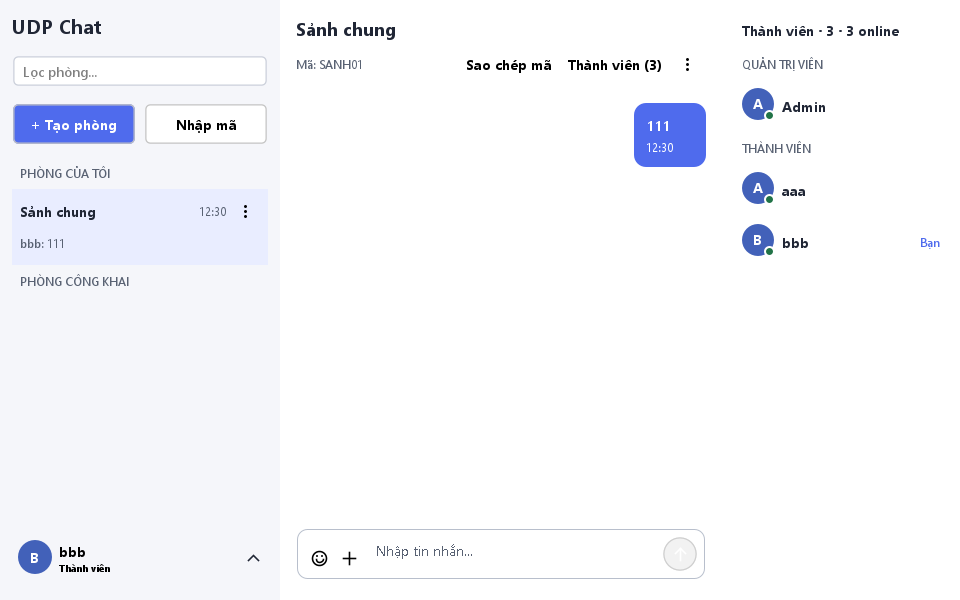 UDP Chat
Lọc phòng...
+ Tạo phòng
Nhập mã
PHÒNG CỦA TÔI
Sảnh chung
12:30
bbb: 111
PHÒNG CÔNG KHAI
B
bbb
Thành viên
Sảnh chung
Mã: SANH01
Sao chép mã
Thành viên (3)
111
12:30
Nhập tin nhắn...
Thành viên · 3 · 3 online
QUẢN TRỊ VIÊN
A
Admin
THÀNH VIÊN
A
aaa
B
bbb
Bạn